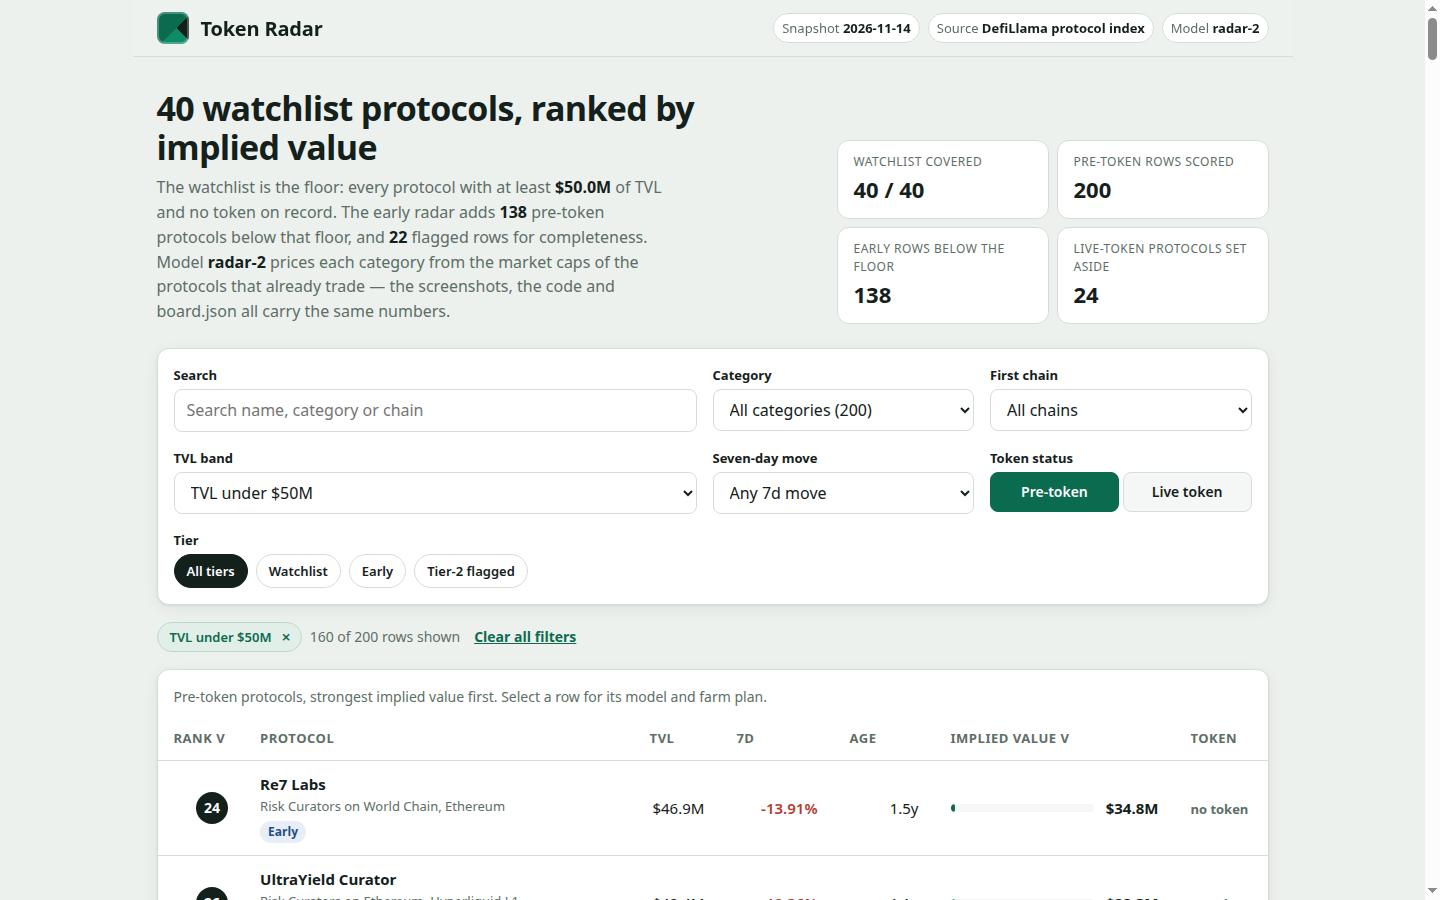 Token Radar
Snapshot 2026-11-14
Source DefiLlama protocol index
Model radar-2
40 watchlist protocols, ranked by
implied value
The watchlist is the floor: every protocol with at least $50.0M of TVL
and no token on record. The early radar adds 138 pre-token
protocols below that floor, and 22 flagged rows for completeness.
Model radar-2 prices each category from the market caps of the
protocols that already trade — the screenshots, the code and
board.json all carry the same numbers.
WATCHLIST COVERED
40 / 40
PRE-TOKEN ROWS SCORED
200
EARLY ROWS BELOW THE
FLOOR
138
LIVE-TOKEN PROTOCOLS SET
ASIDE
24
Search
Search name, category or chain
Category
All categories (200)
First chain
All chains
TVL band
TVL under $50M
Seven-day move
Any 7d move
Token status
Pre-token
Live token
Tier
All tiers
Watchlist
Early
Tier-2 flagged
TVL under $50M ×
160 of 200 rows shown
Clear all filters
Pre-token protocols, strongest implied value first. Select a row for its model and farm plan.
RANK V
PROTOCOL
TVL
7D
AGE
IMPLIED VALUE V
TOKEN
24
Re7 Labs
Risk Curators on World Chain, Ethereum
Early
$46.9M
-13.91%
1.5y
$34.8M
no token
UltraYield Curator